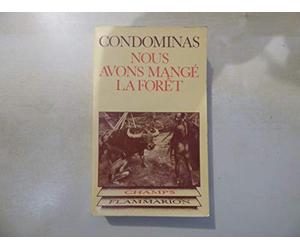 CONDOMINAS
NOUS
AVONS MANGÉ
LA FORÊT
CHAMPS
FLAMMARION